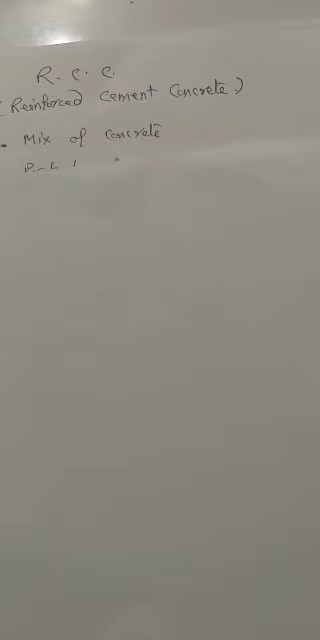 R. C. C.
(Reinforced Cement Concrete)
• Mix of Concrete